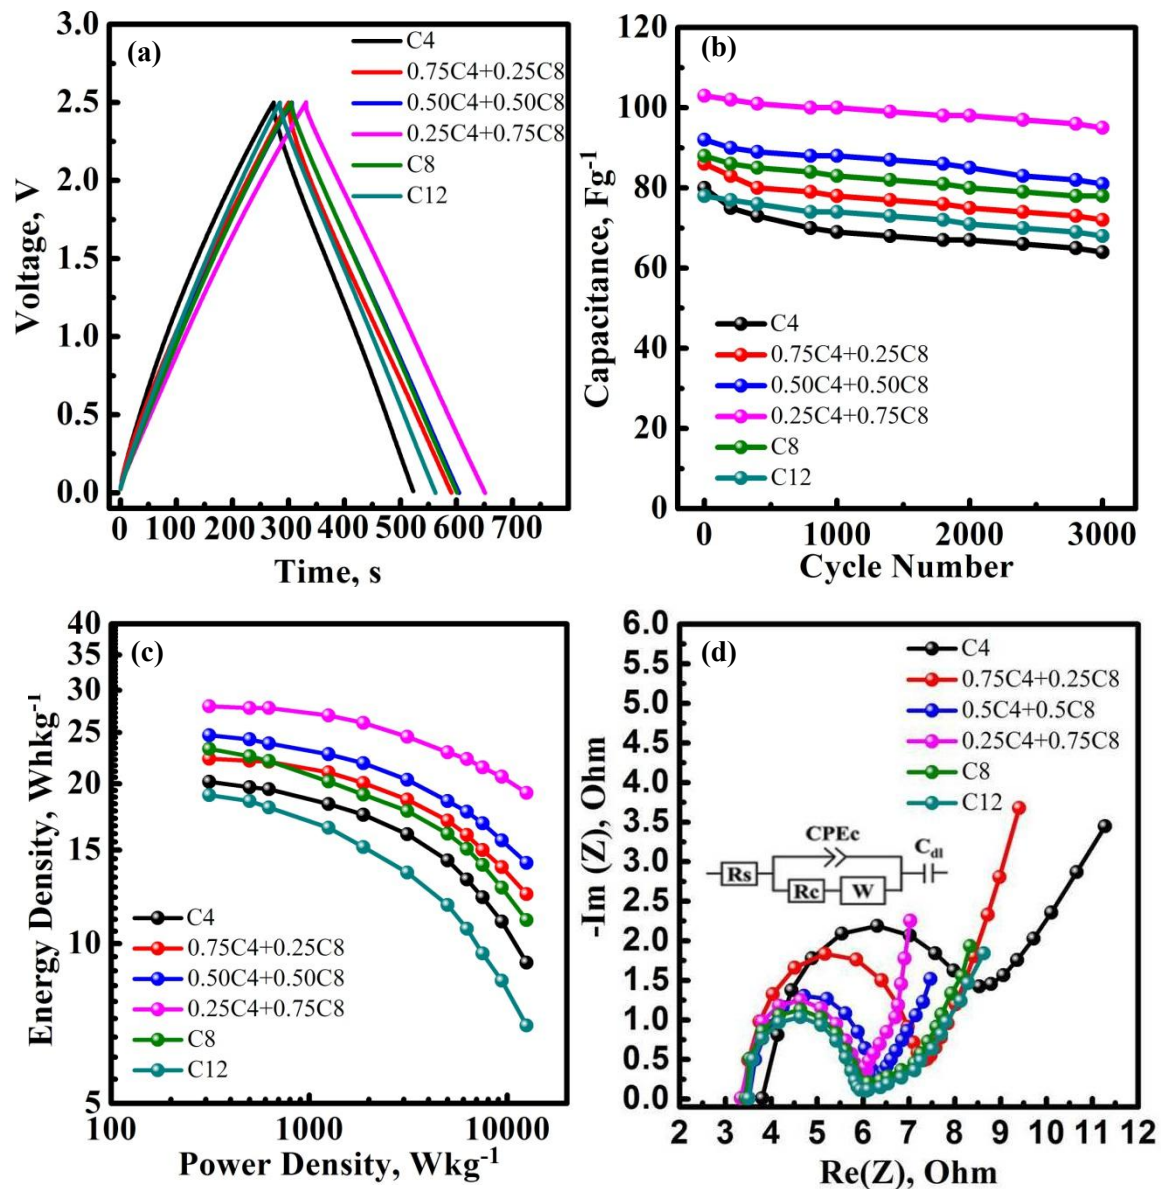 (a)
Voltage, V
3.0
2.5
2.0
1.5
1.0
0.5
0.0
C4
0.75C4+0.25C8
0.50C4+0.50C8
0.25C4+0.75C8
C8
C12
0 100 200 300 400 500 600 700
Time, s
(b)
Capacitance, Fg⁻¹
120
100
80
60
40
20
0
C4
0.75C4+0.25C8
0.50C4+0.50C8
0.25C4+0.75C8
C8
C12
0 1000 2000 3000
Cycle Number
(c)
Energy Density, Whkg⁻¹
40
35
30
25
20
15
10
5
C4
0.75C4+0.25C8
0.50C4+0.50C8
0.25C4+0.75C8
C8
C12
100 1000 10000
Power Density, Wkg⁻¹
(d)
-Im (Z), Ohm
6.0
5.5
5.0
4.5
4.0
3.5
3.0
2.5
2.0
1.5
1.0
0.5
0.0
C4
0.75C4+0.25C8
0.5C4+0.5C8
0.25C4+0.75C8
C8
C12
CPEc
Cdl
Rs
Rc
W
2 3 4 5 6 7 8 9 10 11 12
Re(Z), Ohm